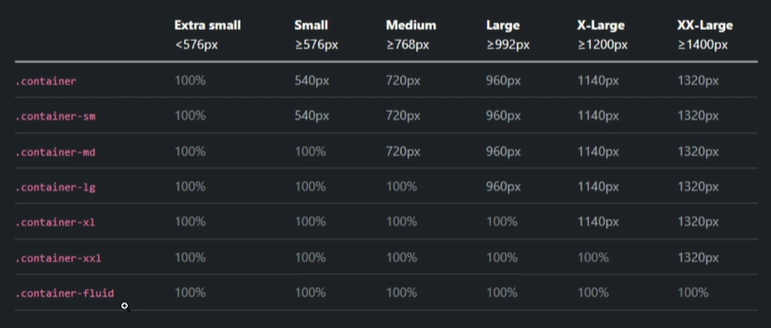 Extra small Small Medium Large X-Large XX-Large
<576px ≥576px ≥768px ≥992px ≥1200px ≥1400px
.container 100% 540px 720px 960px 1140px 1320px
.container-sm 100% 540px 720px 960px 1140px 1320px
.container-md 100% 100% 720px 960px 1140px 1320px
.container-lg 100% 100% 100% 960px 1140px 1320px
.container-xl 100% 100% 100% 100% 1140px 1320px
.container-xxl 100% 100% 100% 100% 100% 1320px
.container-fluid 100% 100% 100% 100% 100% 100%